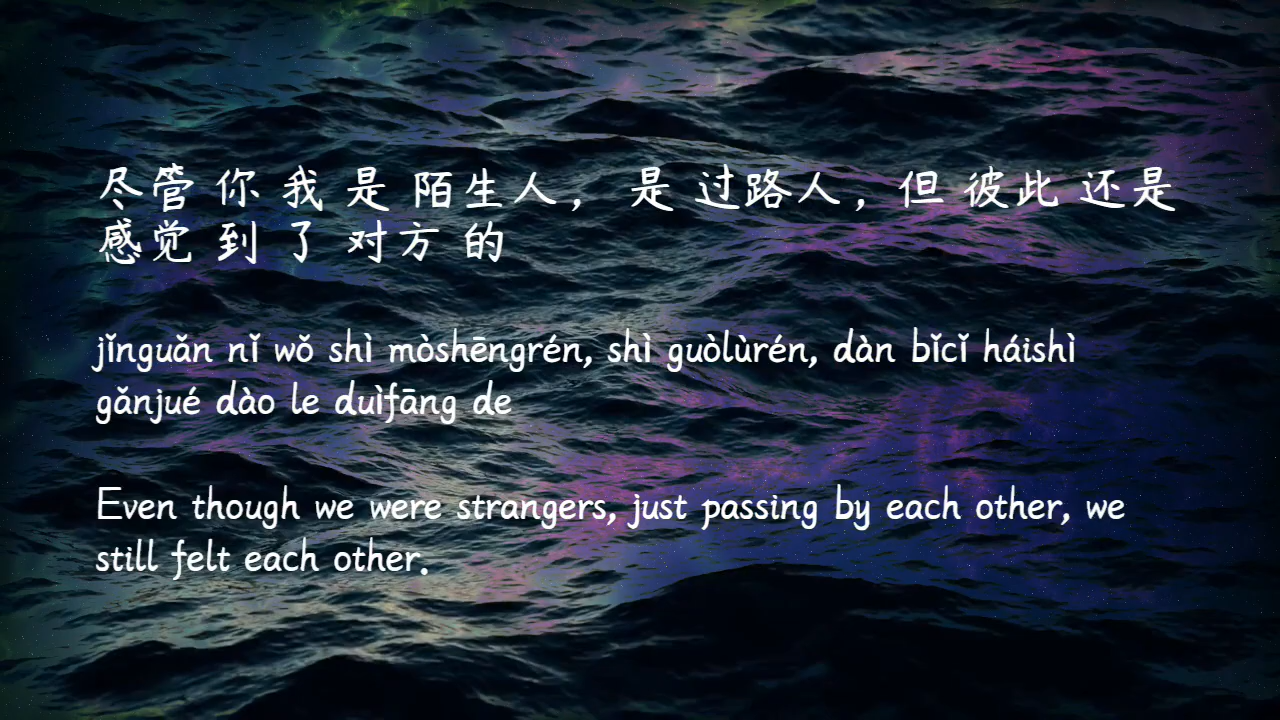 尽管 你 我 是 陌生人， 是 过路人，但 彼此 还是
感觉 到 了 对方 的
jǐnguǎn nǐ wǒ shì mòshēngrén, shì guòlùrén, dàn bǐcǐ háishì
gǎnjué dào le duìfāng de
Even though we were strangers, just passing by each other, we
still felt each other.